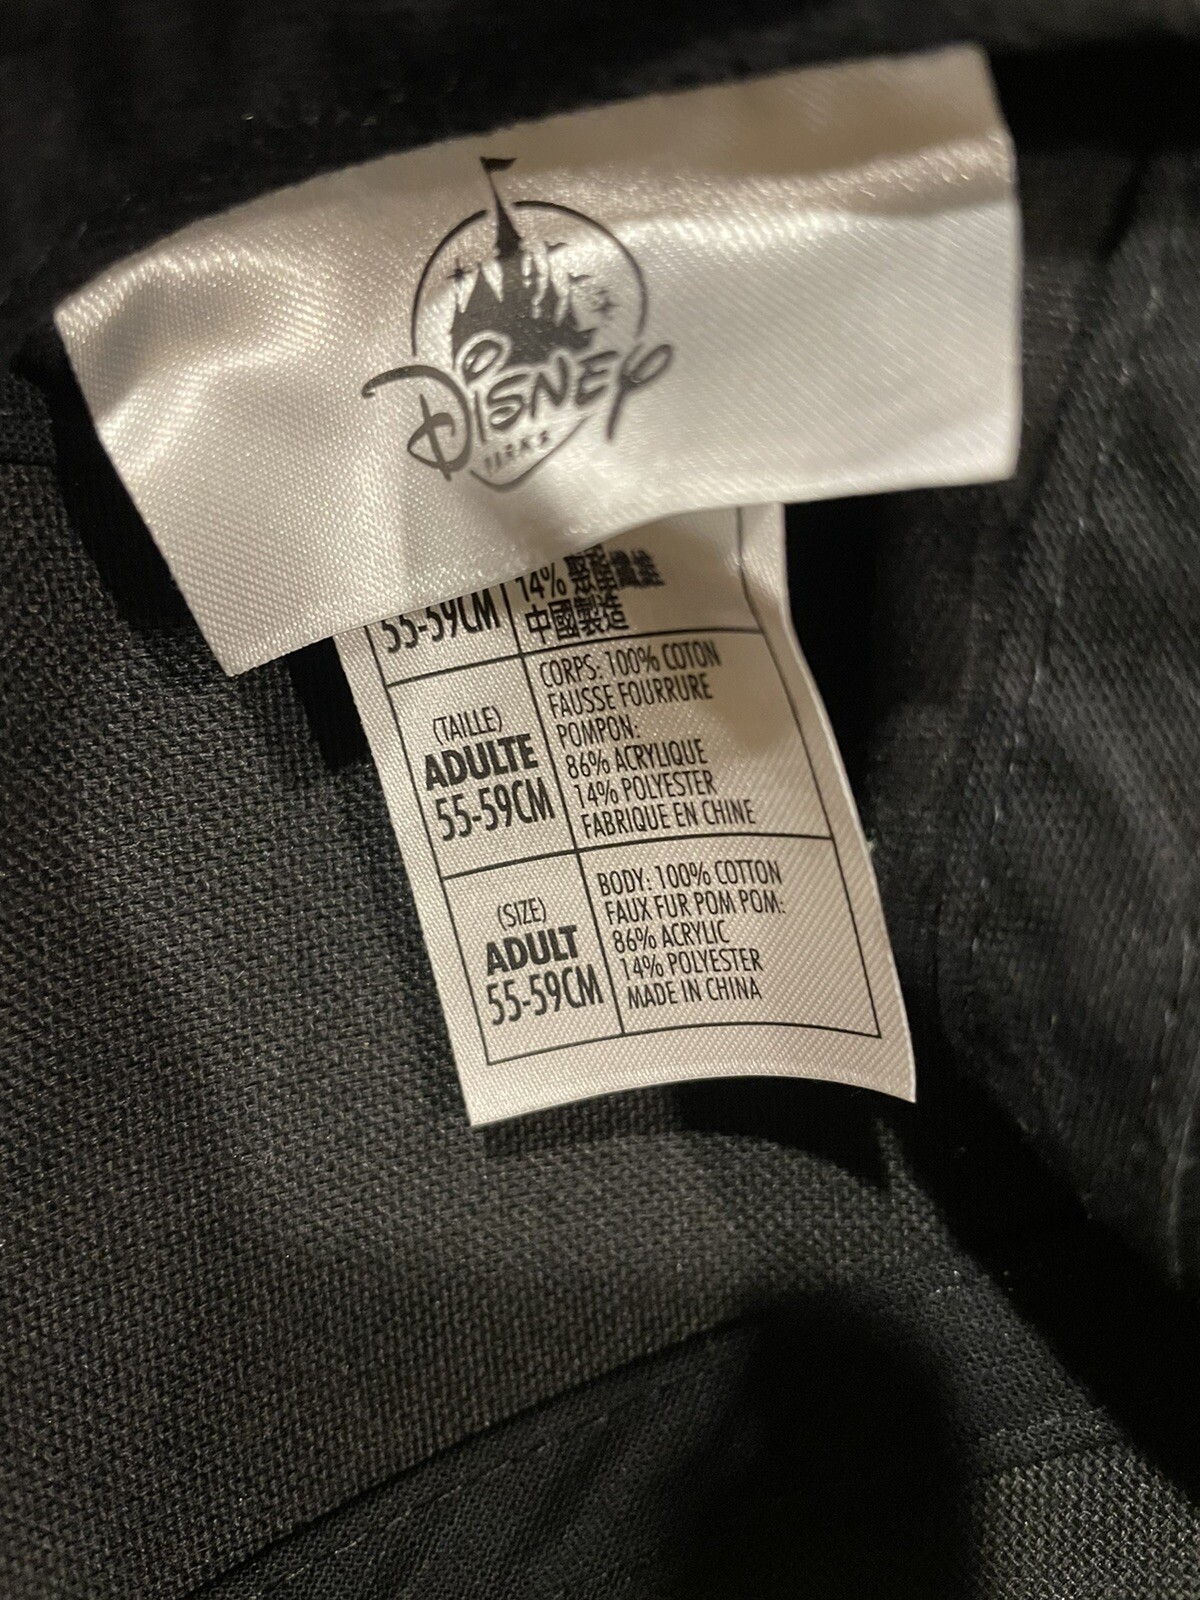 DISNEY
PARKS
55-59CM
14% 聚酯纖維
中國製造
(TAILLE)
ADULTE
55-59CM
CORPS: 100% COTON
FAUSSE FOURRURE
POMPON:
86% ACRYLIQUE
14% POLYESTER
FABRIQUE EN CHINE
(SIZE)
ADULT
55-59CM
BODY: 100% COTTON
FAUX FUR POM POM:
86% ACRYLIC
14% POLYESTER
MADE IN CHINA